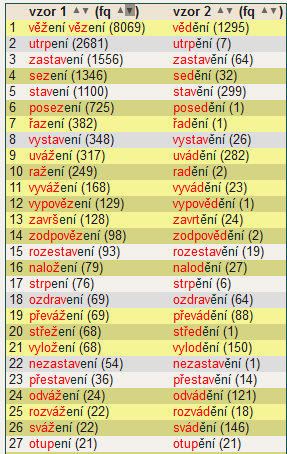 vzor 1 ▲▼ (fq ▲▼) vzor 2 ▲▼ (fq ▲▼)
1 věžení vězení (8069) vědění (1295)
2 utrpení (2681) utrpění (7)
3 zastavení (1556) zastavění (64)
4 sezení (1346) sedění (32)
5 stavení (1100) stavění (299)
6 posezení (725) posedění (1)
7 řazení (382) řadění (1)
8 vystavení (348) vystavění (26)
9 uvážení (317) uvádění (282)
10 ražení (249) radění (2)
11 vyvážení (168) vyvádění (23)
12 vypovězení (129) vypovědění (1)
13 završení (128) zavrtění (24)
14 zodpovězení (98) zodpovědění (2)
15 rozestavení (93) rozestavění (19)
16 naložení (79) nalodění (27)
17 strpení (76) strpění (6)
18 ozdravení (69) ozdravění (64)
19 převážení (69) převádění (88)
20 střežení (68) středění (1)
21 vyložení (68) vylodění (150)
22 nezastavení (54) nezastavění (1)
23 přestavení (36) přestavění (14)
24 odvážení (24) odvádění (121)
25 rozvážení (22) rozvádění (18)
26 svážení (22) svádění (146)
27 otupení (21) otupění (21)